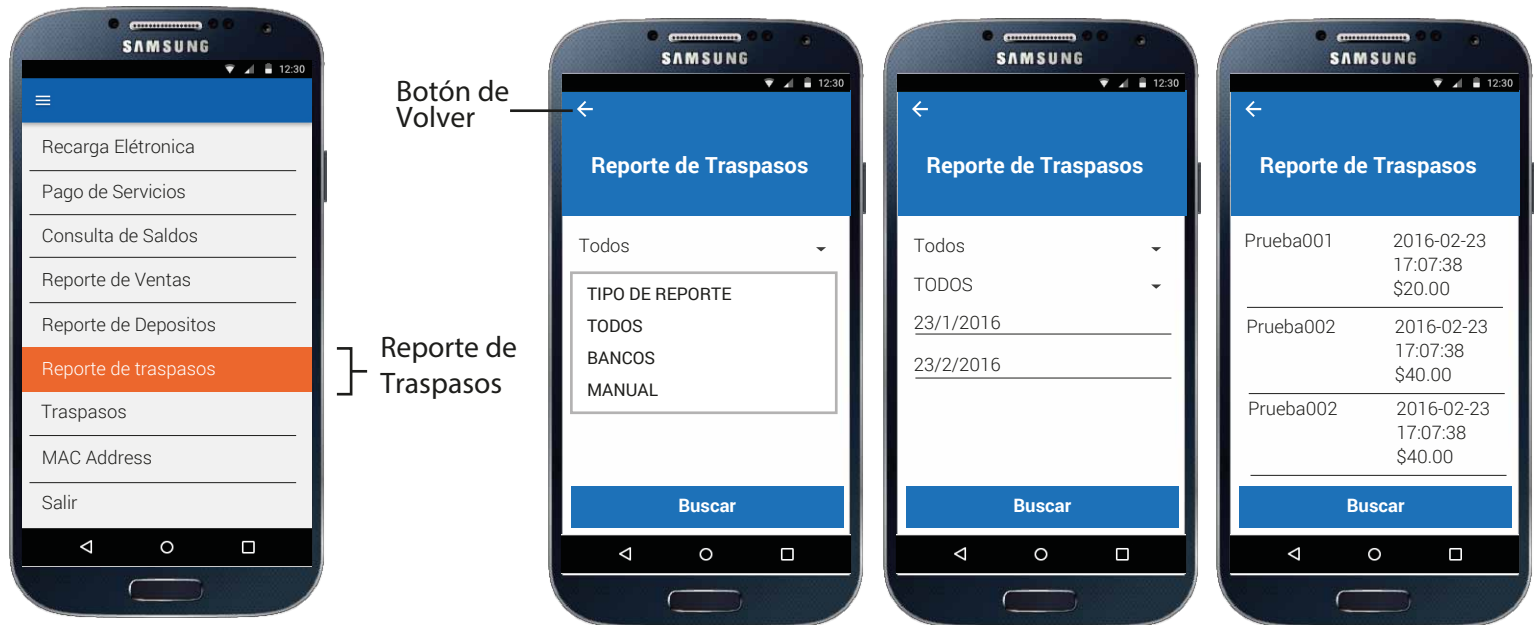 SAMSUNG
12:30
Recarga Elétronica
Pago de Servicios
Consulta de Saldos
Reporte de Ventas
Reporte de Depositos
Reporte de traspasos
Traspasos
MAC Address
Salir
Reporte de
Traspasos
Botón de
Volver
SAMSUNG
12:30
Reporte de Traspasos
Todos
TIPO DE REPORTE
TODOS
BANCOS
MANUAL
Buscar
SAMSUNG
12:30
Reporte de Traspasos
Todos
TODOS
23/1/2016
23/2/2016
Buscar
SAMSUNG
12:30
Reporte de Traspasos
Prueba001 2016-02-23
17:07:38
$20.00
Prueba002 2016-02-23
17:07:38
$40.00
Prueba002 2016-02-23
17:07:38
$40.00
Buscar